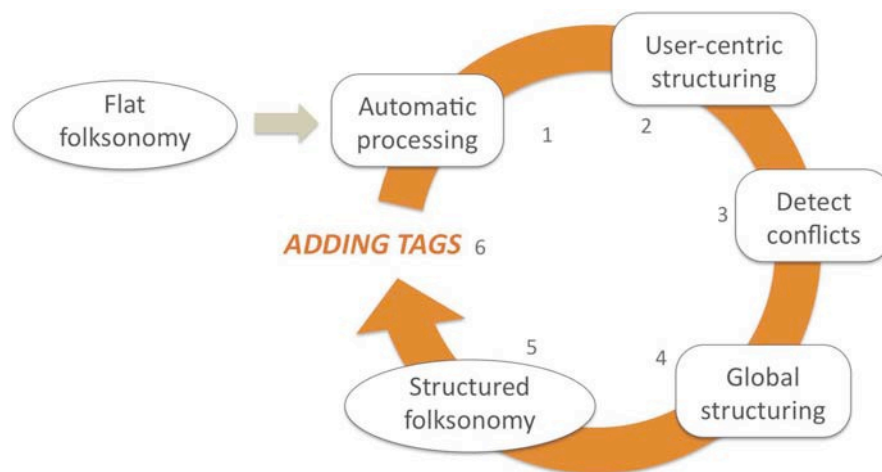 Flat
folksonomy
Automatic
processing
1
User-centric
structuring
2
Detect
conflicts
3
Global
structuring
4
Structured
folksonomy
5
ADDING TAGS
6